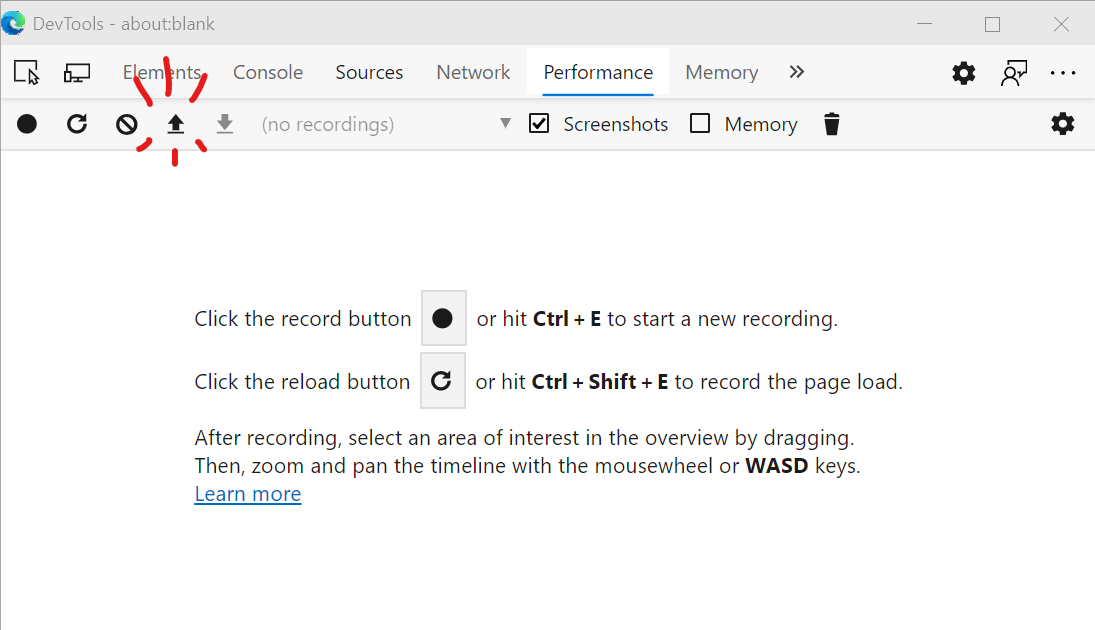 DevTools - about:blank
Elements Console Sources Network Performance Memory
(no recordings) Screenshots Memory
Click the record button or hit Ctrl + E to start a new recording.
Click the reload button or hit Ctrl + Shift + E to record the page load.
After recording, select an area of interest in the overview by dragging.
Then, zoom and pan the timeline with the mousewheel or WASD keys.
Learn more